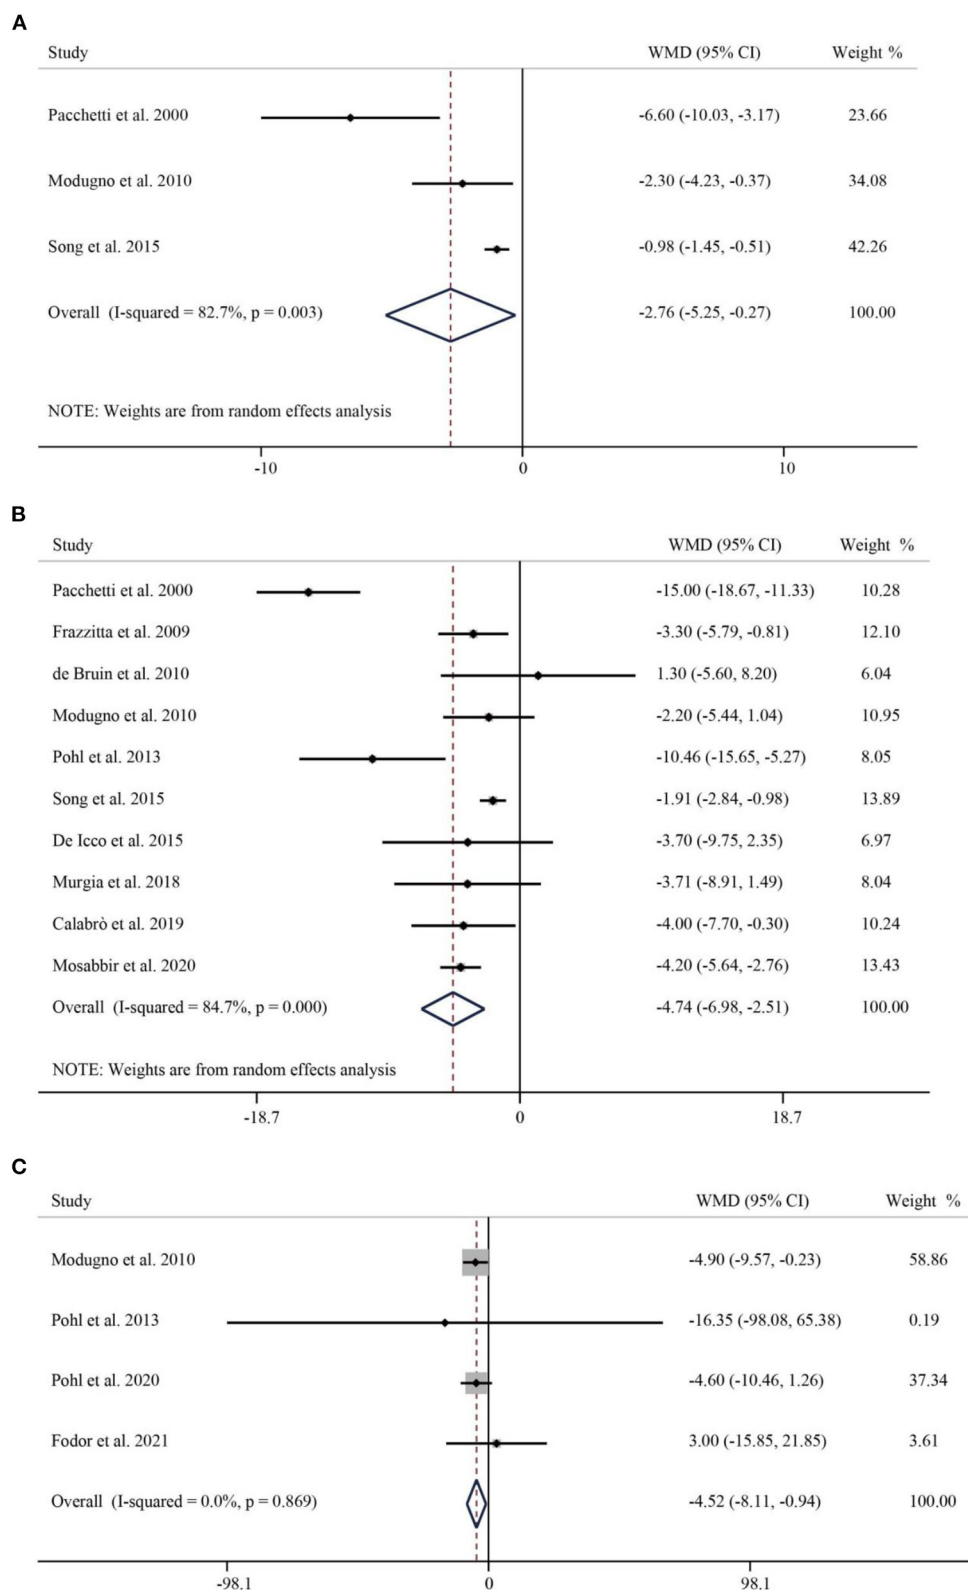 A
Study WMD (95% CI) Weight %
Pacchetti et al. 2000 -6.60 (-10.03, -3.17) 23.66
Modugno et al. 2010 -2.30 (-4.23, -0.37) 34.08
Song et al. 2015 -0.98 (-1.45, -0.51) 42.26
Overall (I-squared = 82.7%, p = 0.003) -2.76 (-5.25, -0.27) 100.00
NOTE: Weights are from random effects analysis
-10 0 10
B
Study WMD (95% CI) Weight %
Pacchetti et al. 2000 -15.00 (-18.67, -11.33) 10.28
Frazzitta et al. 2009 -3.30 (-5.79, -0.81) 12.10
de Bruin et al. 2010 1.30 (-5.60, 8.20) 6.04
Modugno et al. 2010 -2.20 (-5.44, 1.04) 10.95
Pohl et al. 2013 -10.46 (-15.65, -5.27) 8.05
Song et al. 2015 -1.91 (-2.84, -0.98) 13.89
De Icco et al. 2015 -3.70 (-9.75, 2.35) 6.97
Murgia et al. 2018 -3.71 (-8.91, 1.49) 8.04
Calabrò et al. 2019 -4.00 (-7.70, -0.30) 10.24
Mosabbir et al. 2020 -4.20 (-5.64, -2.76) 13.43
Overall (I-squared = 84.7%, p = 0.000) -4.74 (-6.98, -2.51) 100.00
NOTE: Weights are from random effects analysis
-18.7 0 18.7
C
Study WMD (95% CI) Weight %
Modugno et al. 2010 -4.90 (-9.57, -0.23) 58.86
Pohl et al. 2013 -16.35 (-98.08, 65.38) 0.19
Pohl et al. 2020 -4.60 (-10.46, 1.26) 37.34
Fodor et al. 2021 3.00 (-15.85, 21.85) 3.61
Overall (I-squared = 0.0%, p = 0.869) -4.52 (-8.11, -0.94) 100.00
-98.1 0 98.1